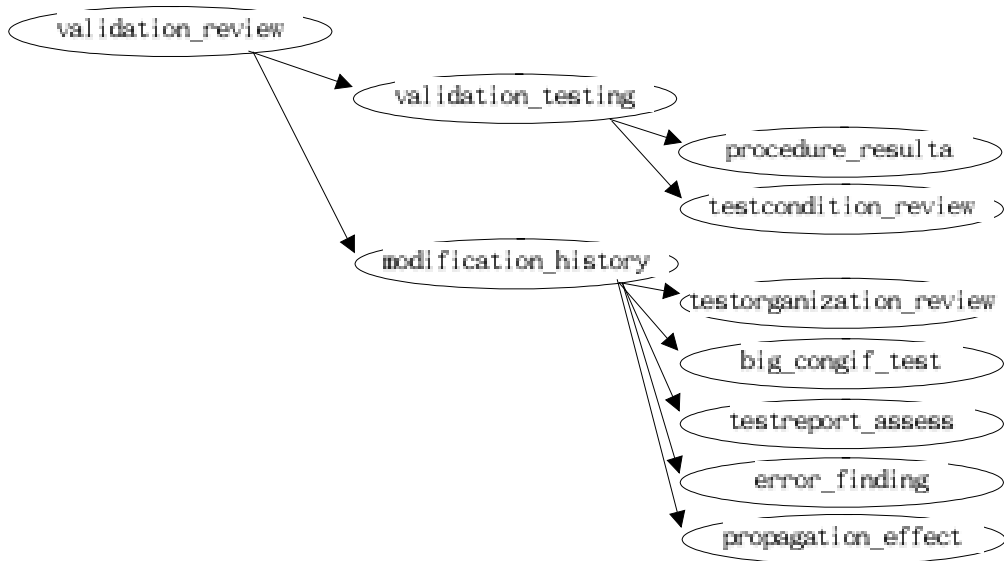 validation_review
validation_testing
procedure_resulta
testcondition_review
modification_history
testorganization_review
big_congif_test
testreport_assess
error_finding
propagation_effect